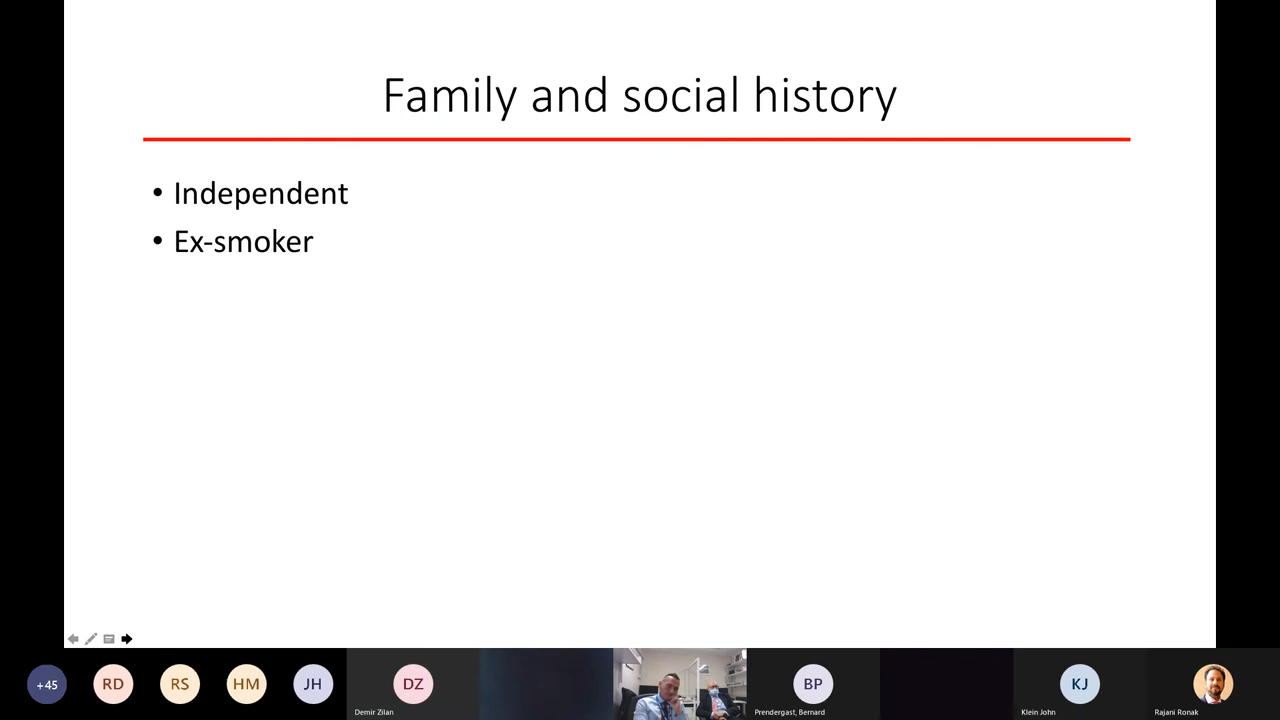 Family and social history
• Independent
• Ex-smoker
+45
RD
RS
HM
JH
DZ
Demir Zilan
BP
Prendergast, Bernard
KJ
Klein John
Rajani Ronak